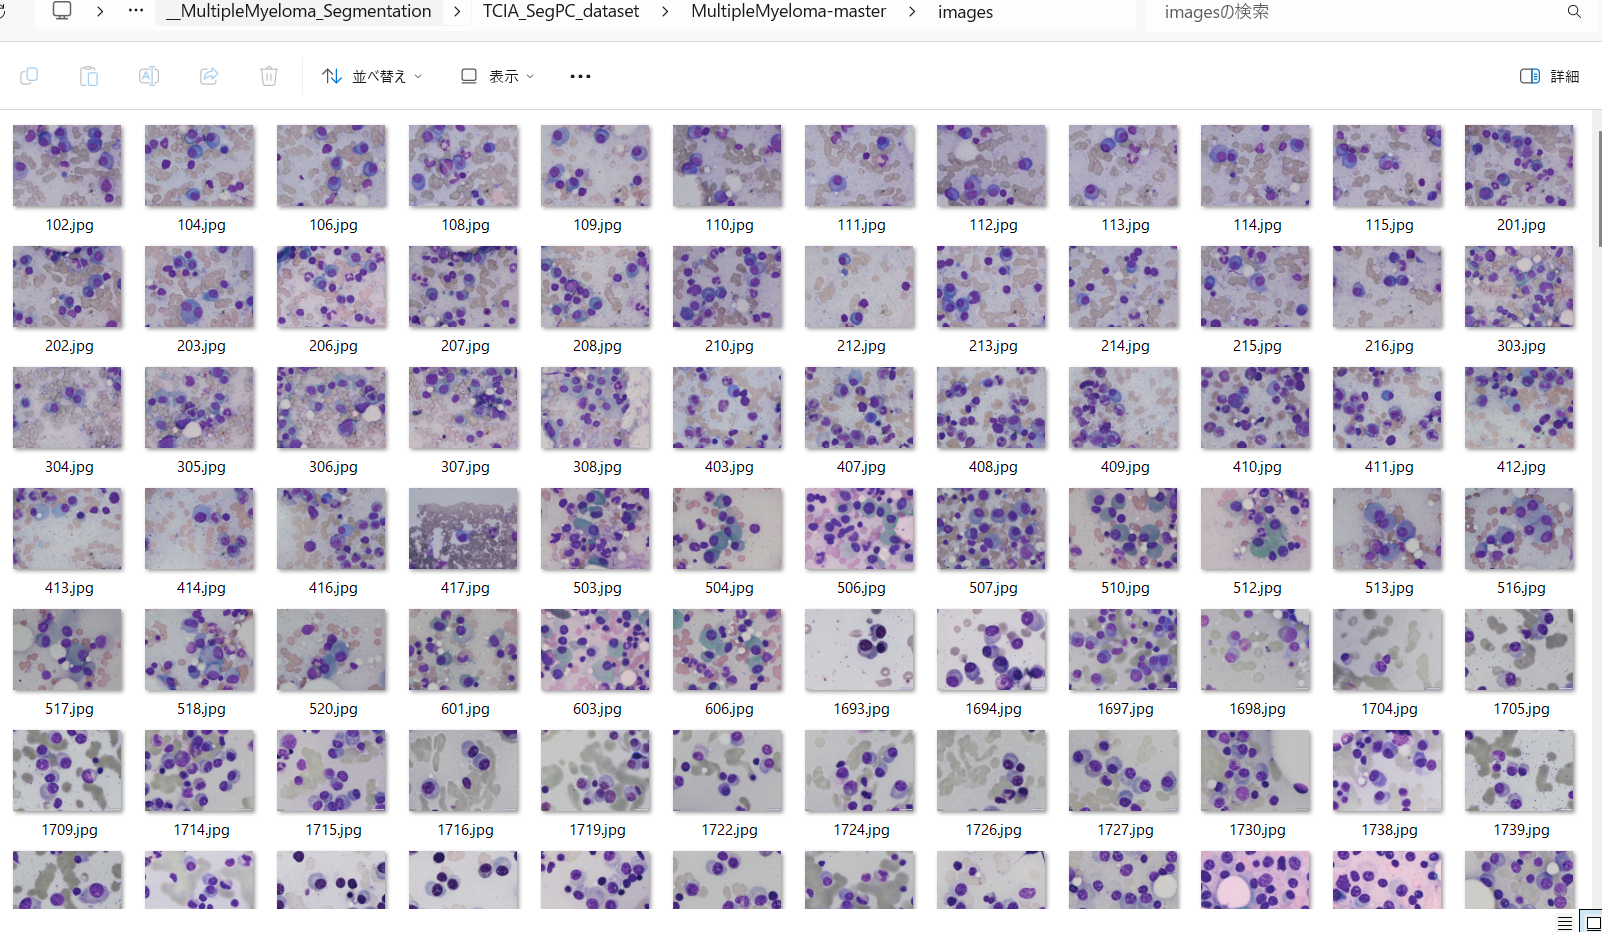 __MultipleMyeloma_Segmentation > TCIA_SegPC_dataset > MultipleMyeloma-master > images imagesの検索
並べ替え 表示 詳細
102.jpg 104.jpg 106.jpg 108.jpg 109.jpg 110.jpg 111.jpg 112.jpg 113.jpg 114.jpg 115.jpg 201.jpg
202.jpg 203.jpg 206.jpg 207.jpg 208.jpg 210.jpg 212.jpg 213.jpg 214.jpg 215.jpg 216.jpg 303.jpg
304.jpg 305.jpg 306.jpg 307.jpg 308.jpg 403.jpg 407.jpg 408.jpg 409.jpg 410.jpg 411.jpg 412.jpg
413.jpg 414.jpg 416.jpg 417.jpg 503.jpg 504.jpg 506.jpg 507.jpg 510.jpg 512.jpg 513.jpg 516.jpg
517.jpg 518.jpg 520.jpg 601.jpg 603.jpg 606.jpg 1693.jpg 1694.jpg 1697.jpg 1698.jpg 1704.jpg 1705.jpg
1709.jpg 1714.jpg 1715.jpg 1716.jpg 1719.jpg 1722.jpg 1724.jpg 1726.jpg 1727.jpg 1730.jpg 1738.jpg 1739.jpg